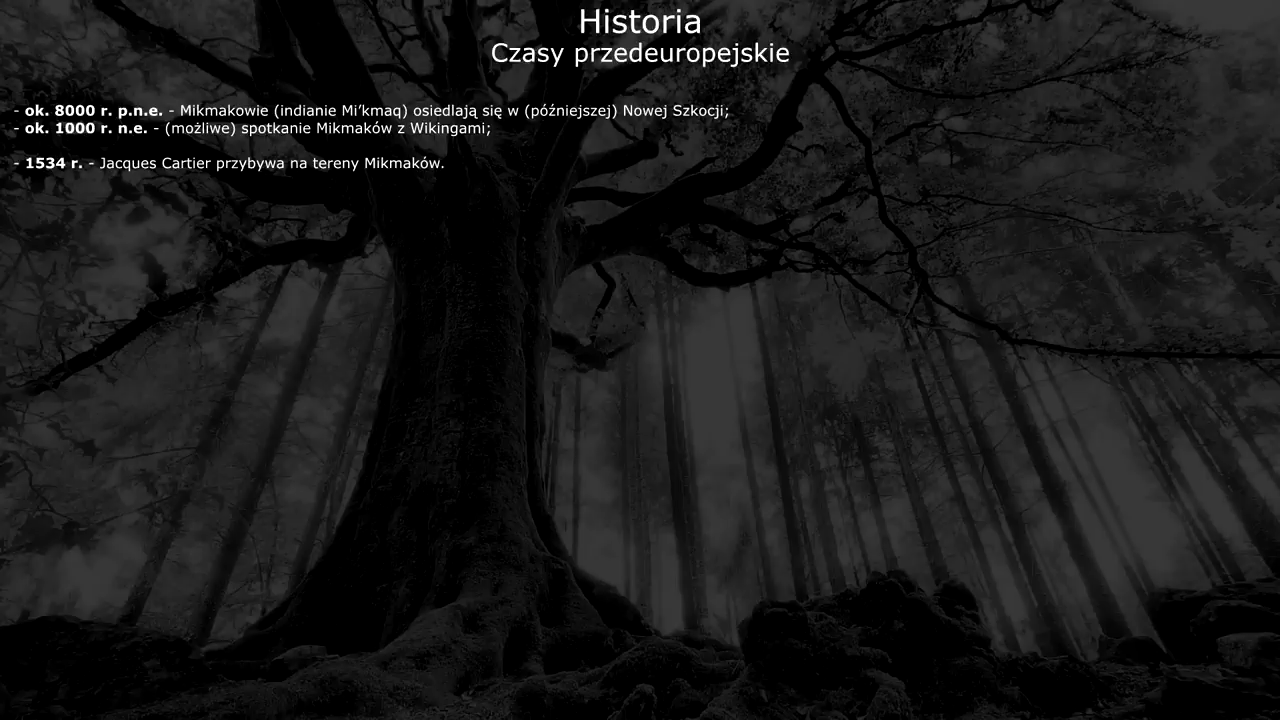 Historia
Czasy przedeuropejskie
- ok. 8000 r. p.n.e. - Mikmakowie (indianie Mi’kmaq) osiedlają się w (późniejszej) Nowej Szkocji;
- ok. 1000 r. n.e. - (możliwe) spotkanie Mikmaków z Wikingami;
- 1534 r. - Jacques Cartier przybywa na tereny Mikmaków.